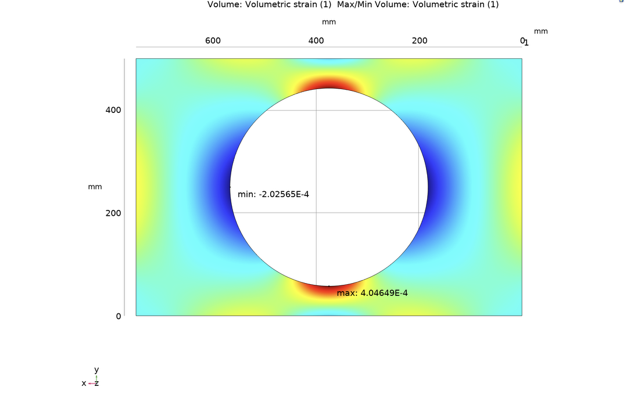 Volume: Volumetric strain (1) Max/Min Volume: Volumetric strain (1)
mm
mm
600 400 200 0
1
400
min: -2.02565E-4
mm
200
max: 4.04649E-4
0
y
x z